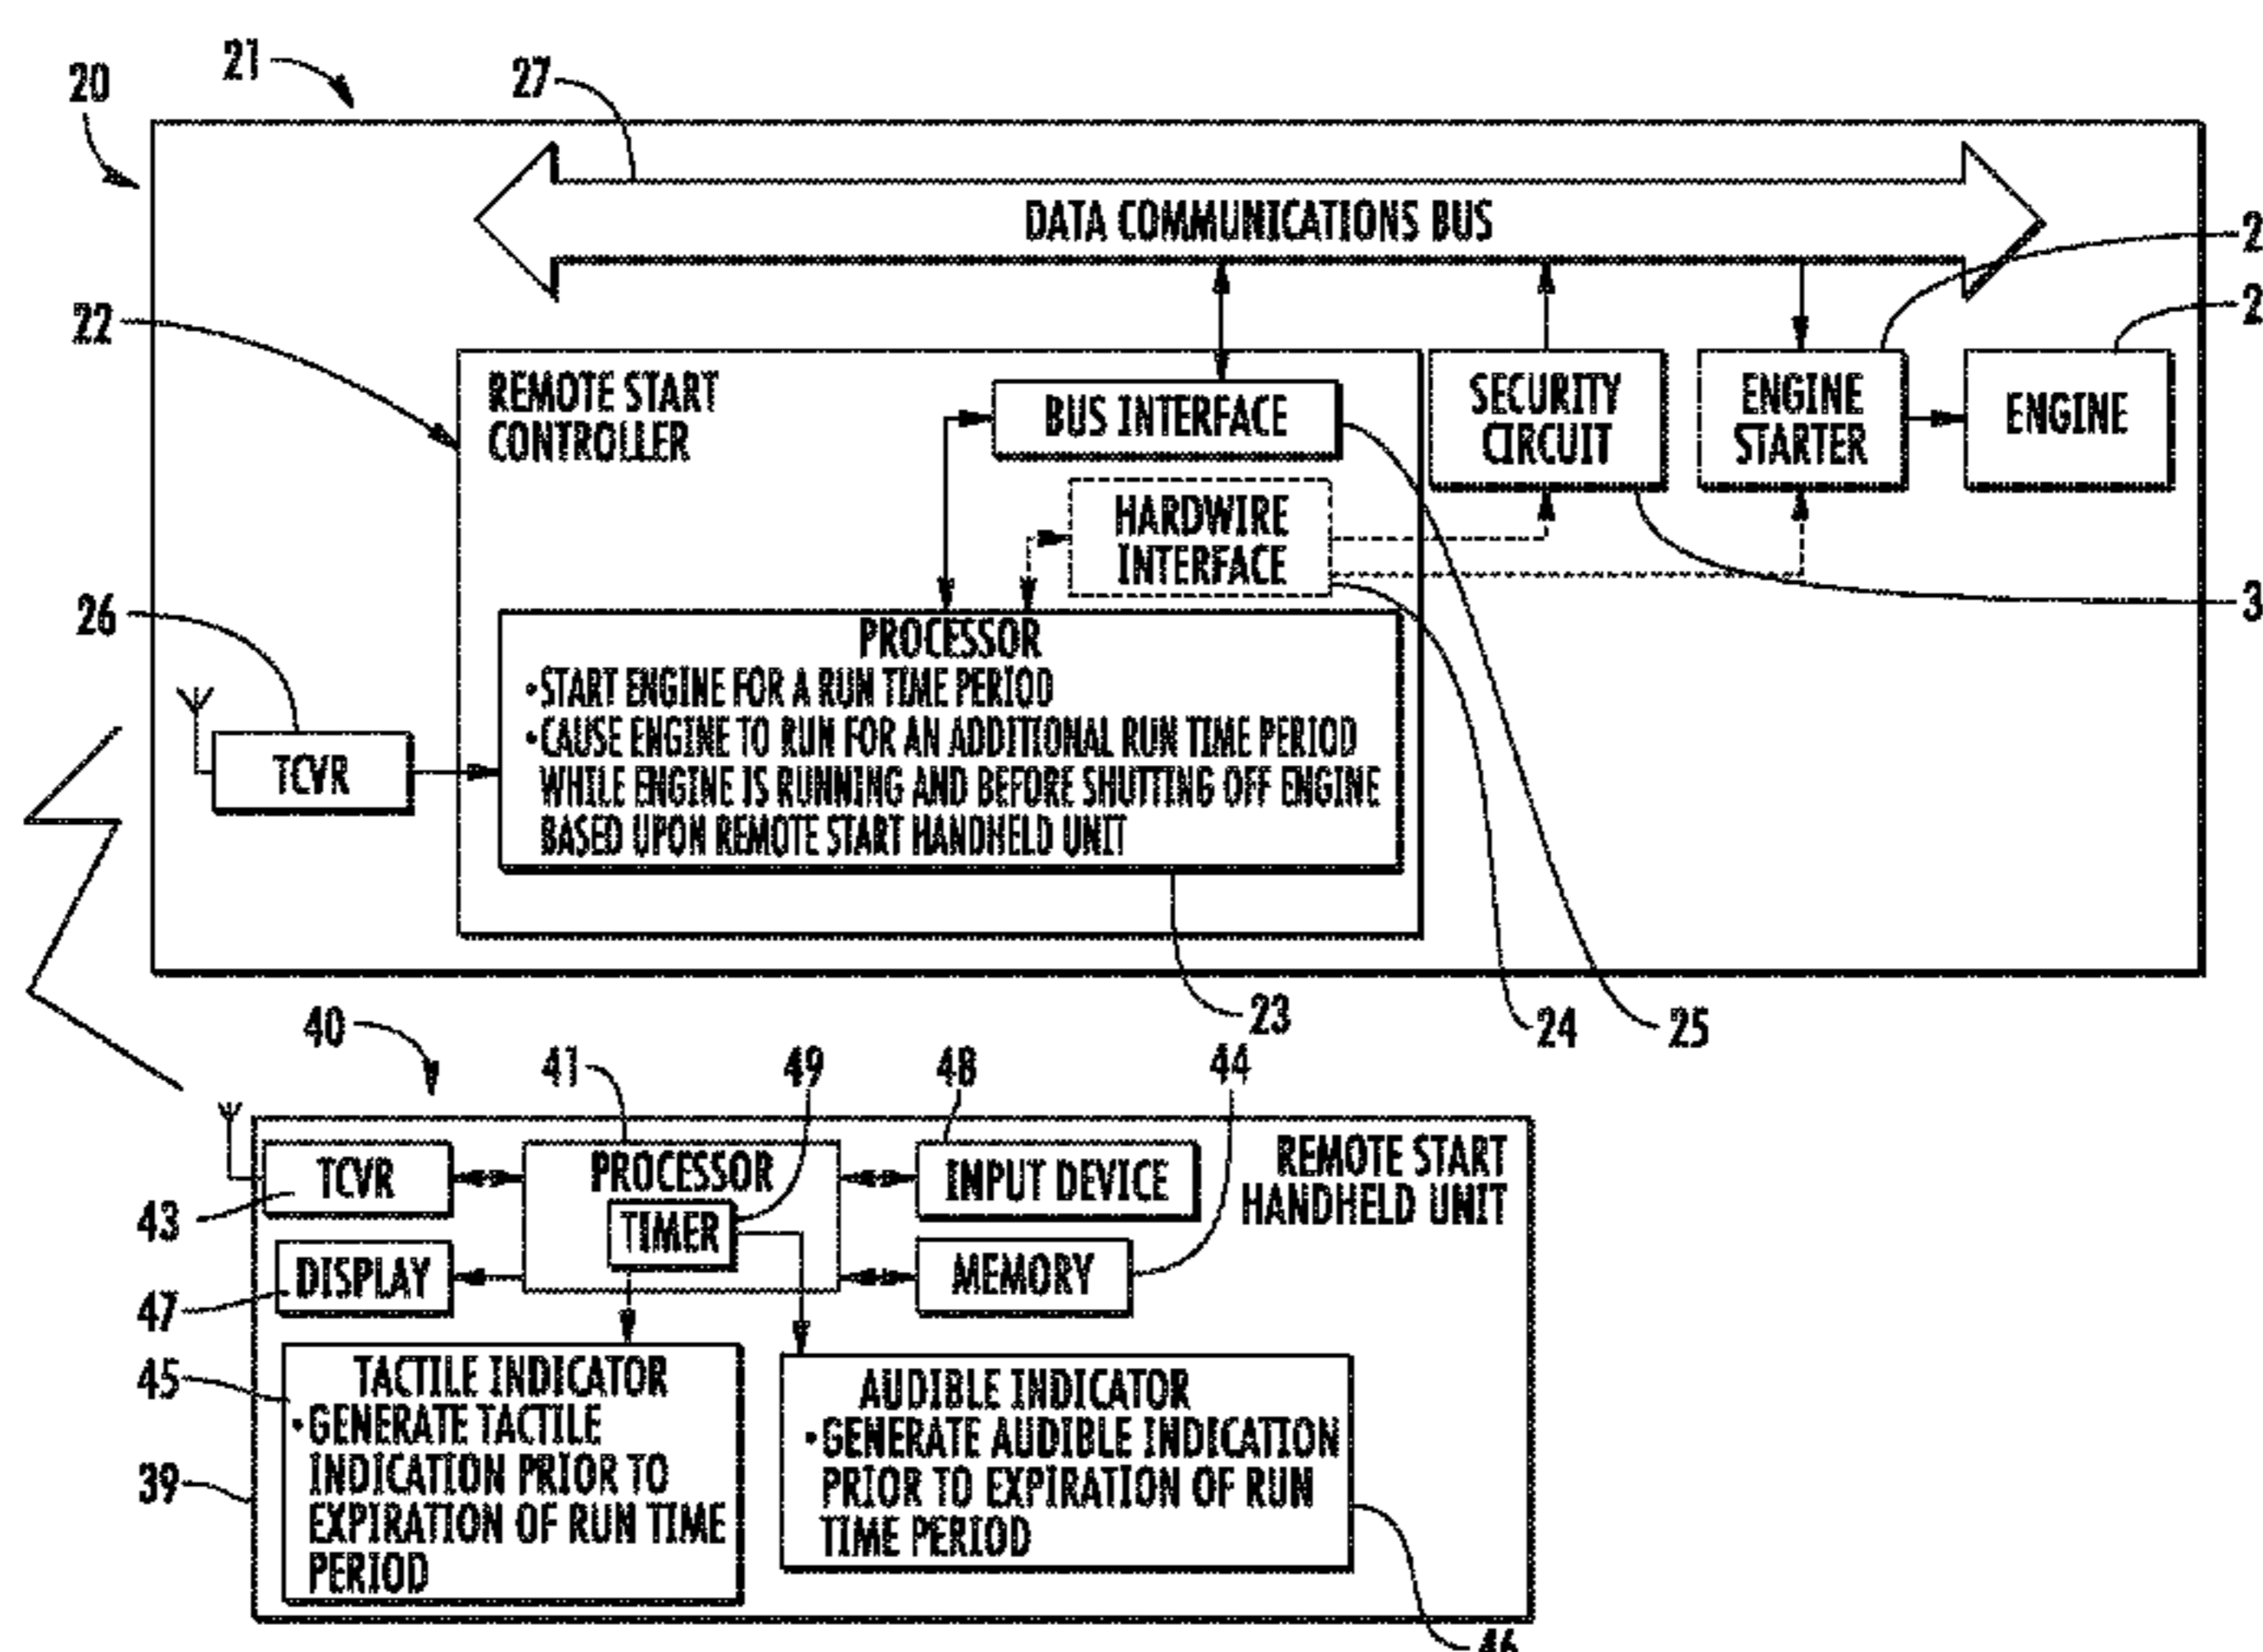 21
20
27
DATA COMMUNICATIONS BUS
2
2
22
REMOTE START
CONTROLLER
BUS INTERFACE
SECURITY
CIRCUIT
ENGINE
STARTER
ENGINE
HARDWIRE
INTERFACE
3
26
PROCESSOR
•START ENGINE FOR A RUN TIME PERIOD
•CAUSE ENGINE TO RUN FOR AN ADDITIONAL RUN TIME PERIOD
WHILE ENGINE IS RUNNING AND BEFORE SHUTTING OFF ENGINE
BASED UPON REMOTE START HANDHELD UNIT
TCVR
23
24
25
40
41
49
48
44
TCVR
PROCESSOR
TIMER
INPUT DEVICE
REMOTE START
HANDHELD UNIT
43
DISPLAY
MEMORY
47
TACTILE INDICATOR
•GENERATE TACTILE
INDICATION PRIOR TO
EXPIRATION OF RUN TIME
PERIOD
45
39
AUDIBLE INDICATOR
•GENERATE AUDIBLE INDICATION
PRIOR TO EXPIRATION OF RUN
TIME PERIOD
46